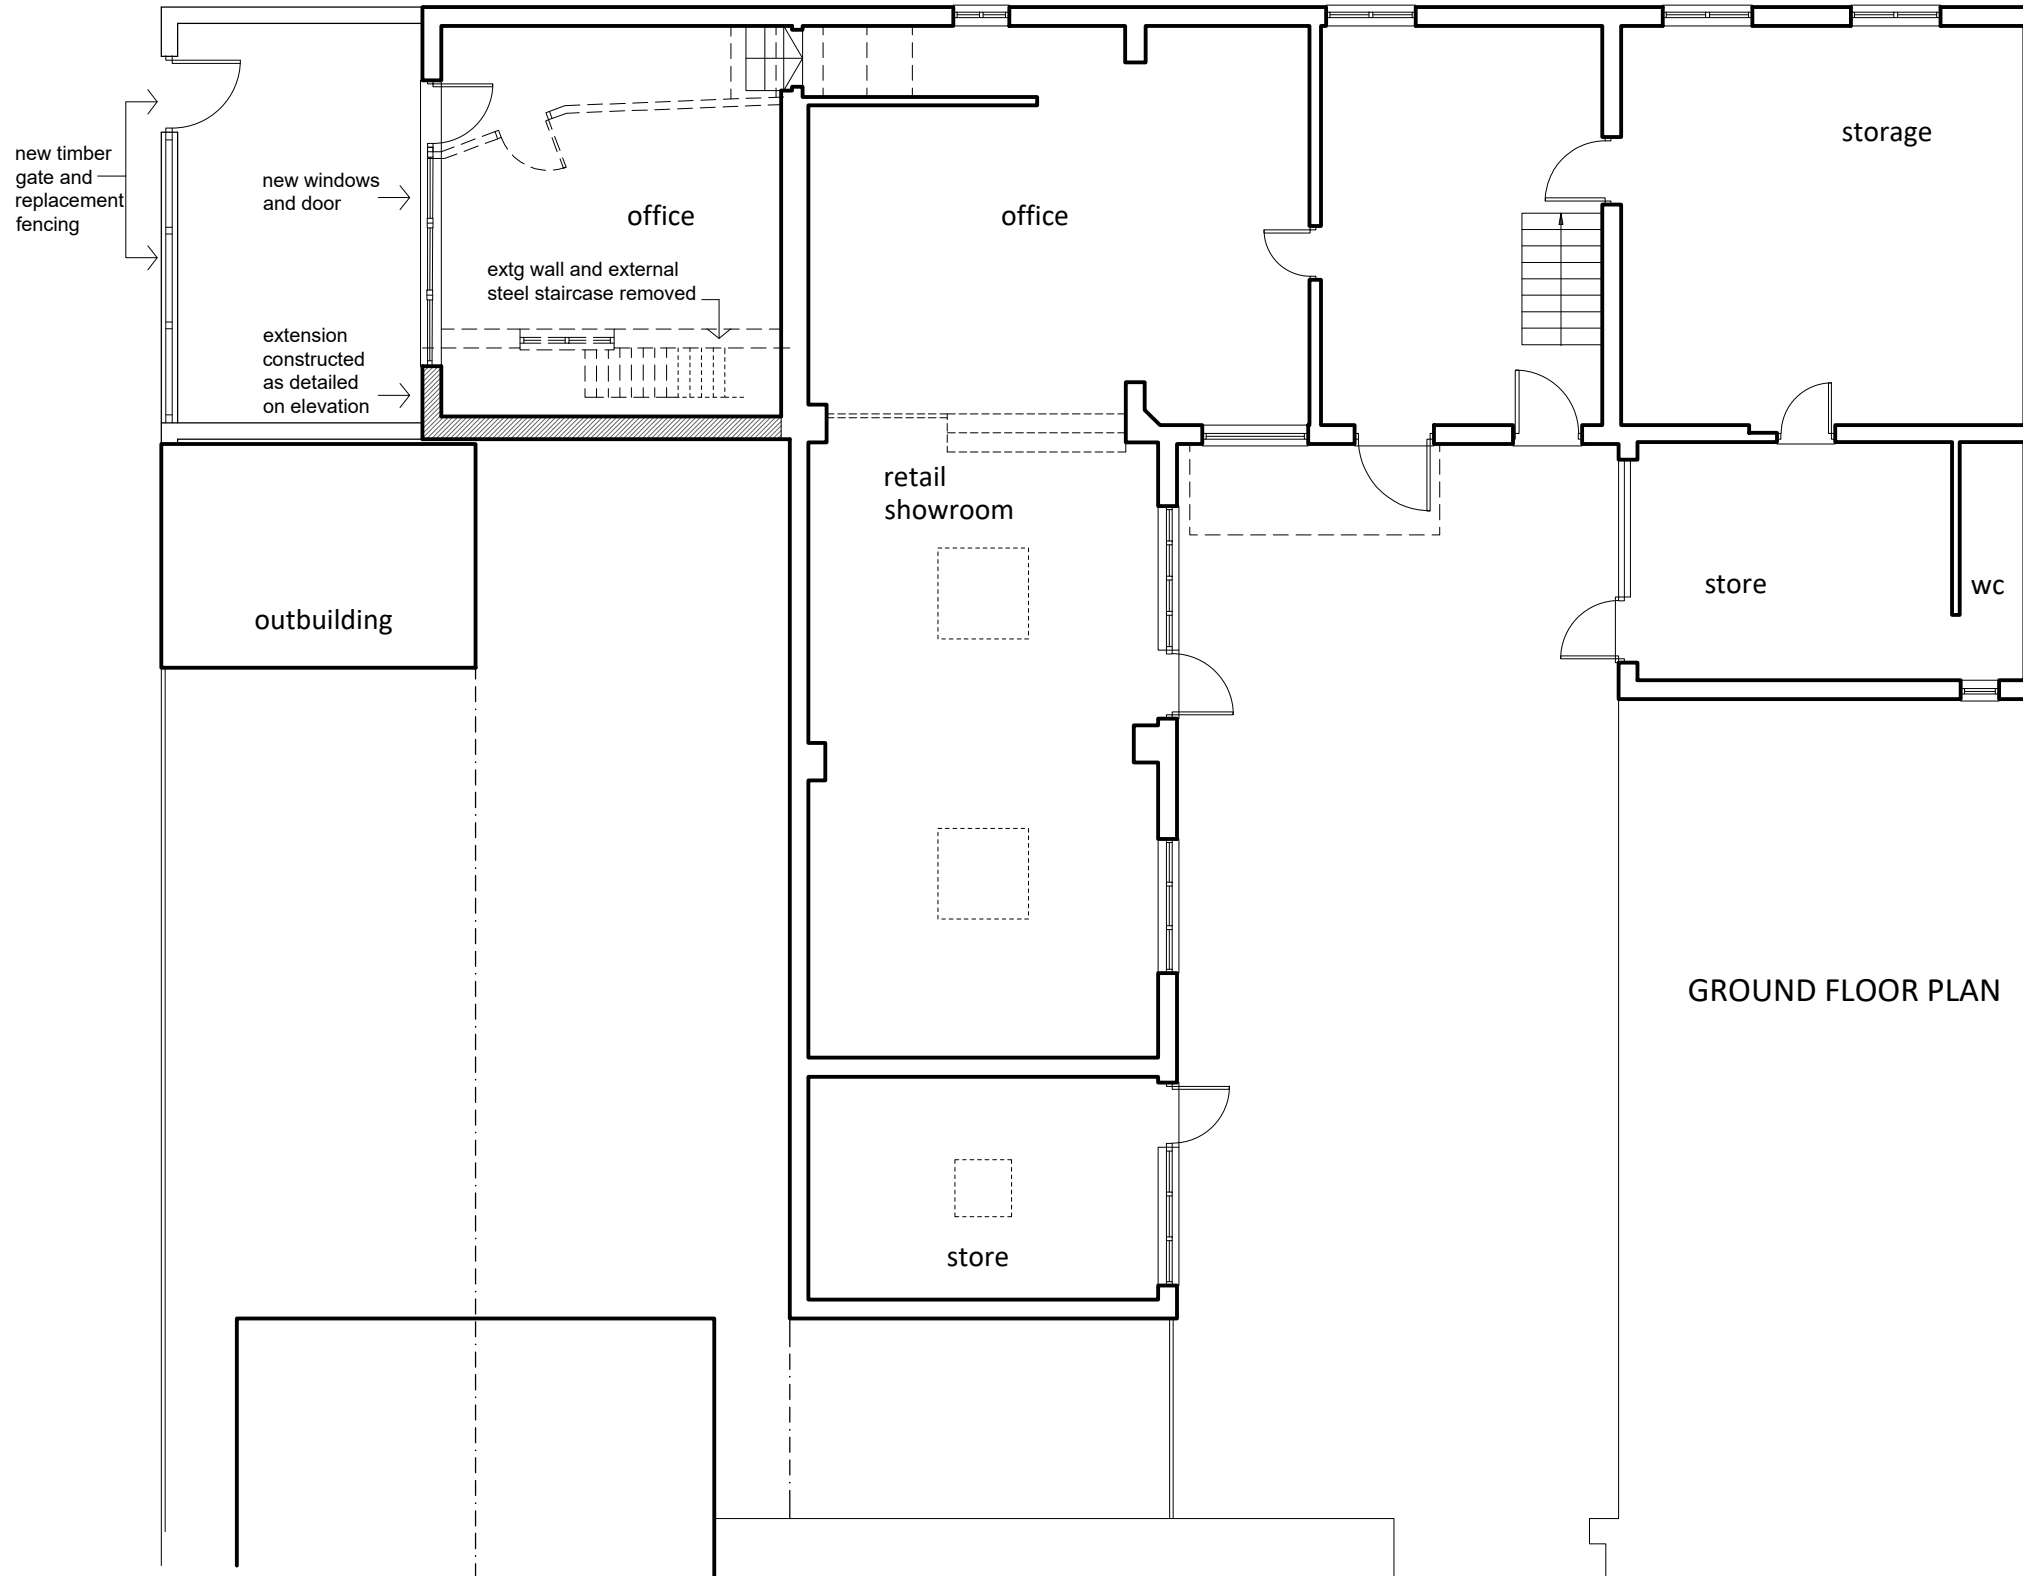 storage
new timber
gate and
replacement
fencing
new windows
and door
office
office
extg wall and external
steel staircase removed
extension
constructed
as detailed
on elevation
retail
showroom
store
wc
outbuilding
GROUND FLOOR PLAN
store